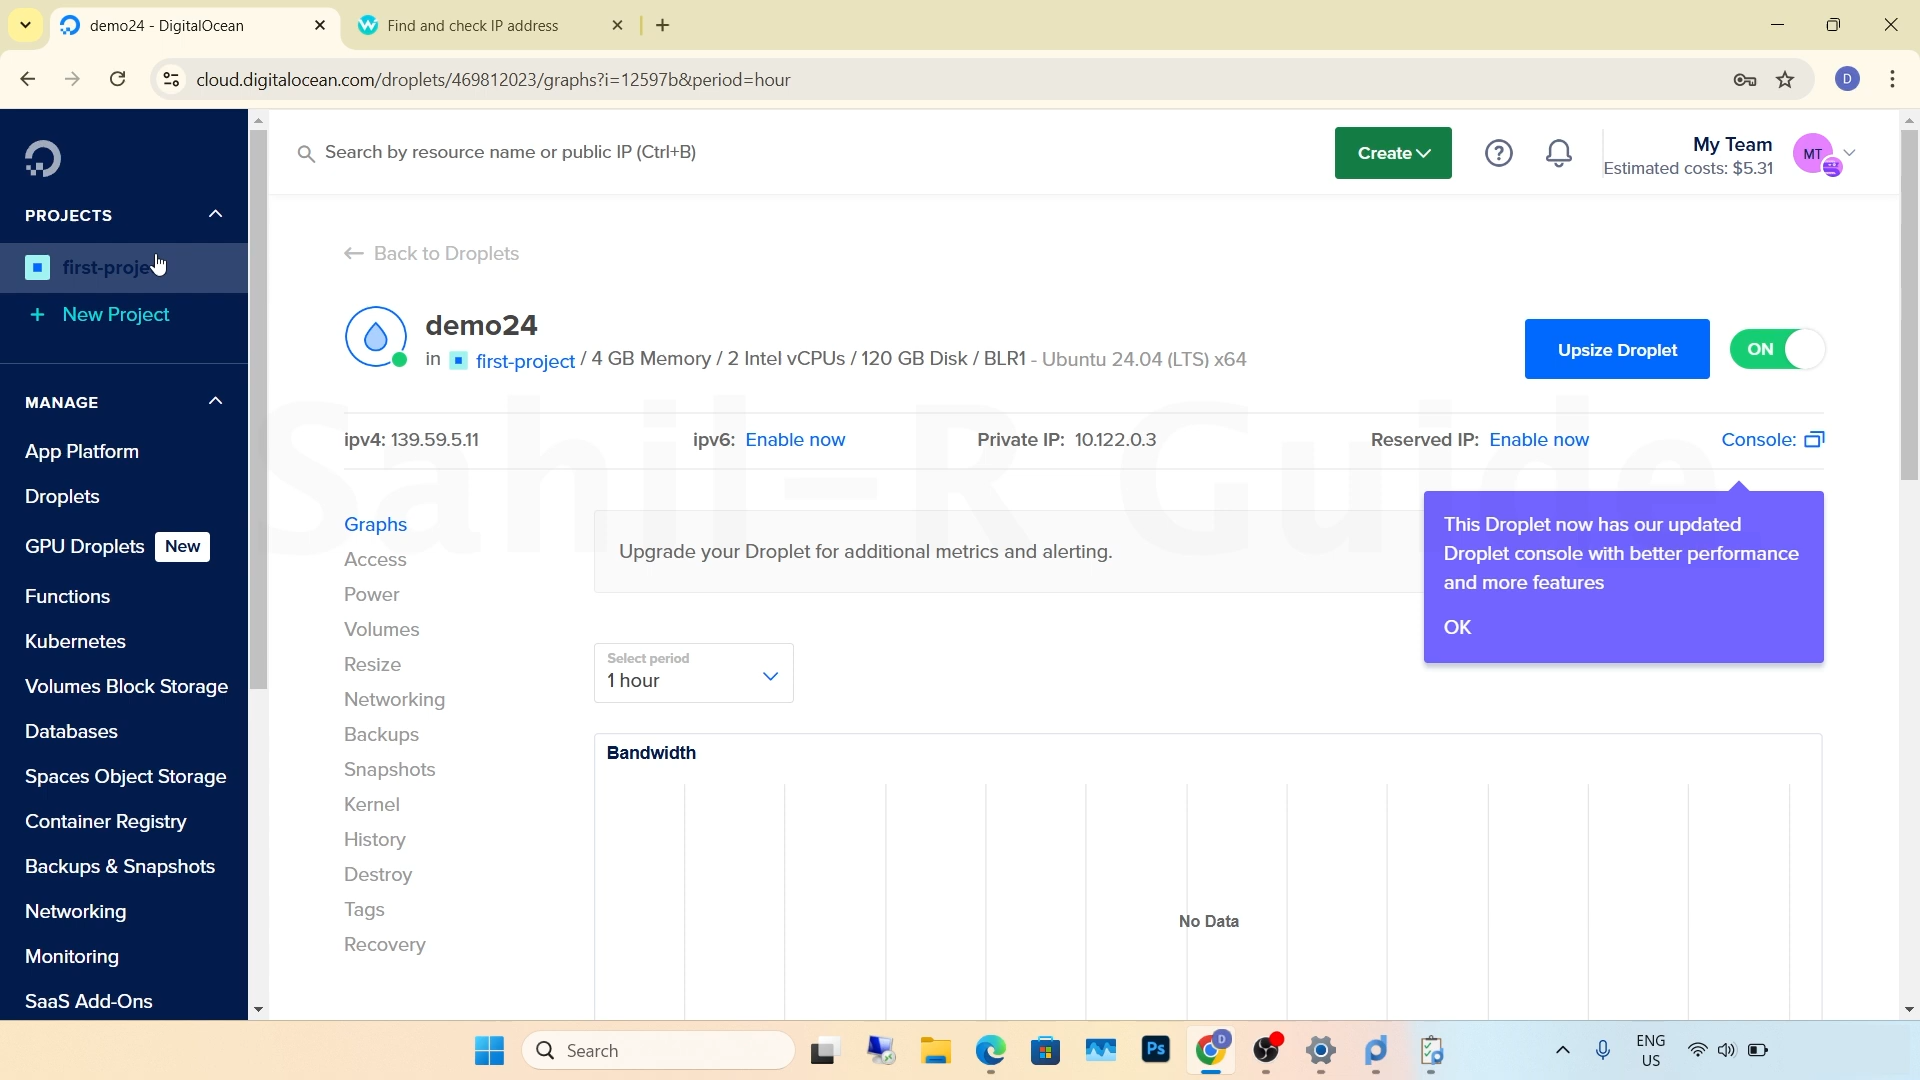 demo24 - DigitalOcean
Find and check IP address
cloud.digitalocean.com/droplets/469812023/graphs?i=12597b&period=hour
D
Search by resource name or public IP (Ctrl+B)
Create
My Team
Estimated costs: $5.31
MT
PROJECTS
first-proje
New Project
MANAGE
App Platform
Droplets
GPU Droplets New
Functions
Kubernetes
Volumes Block Storage
Databases
Spaces Object Storage
Container Registry
Backups & Snapshots
Networking
Monitoring
SaaS Add-Ons
Back to Droplets
demo24
in first-project / 4 GB Memory / 2 Intel vCPUs / 120 GB Disk / BLR1 - Ubuntu 24.04 (LTS) x64
Upsize Droplet
ON
ipv4: 139.59.5.11
ipv6: Enable now
Private IP: 10.122.0.3
Reserved IP: Enable now
Console:
Sahil-R Guide
This Droplet now has our updated
Droplet console with better performance
and more features
OK
Graphs
Access
Power
Volumes
Resize
Networking
Backups
Snapshots
Kernel
History
Destroy
Tags
Recovery
Upgrade your Droplet for additional metrics and alerting.
Select period
1 hour
Bandwidth
No Data
Search
Ps
D
ENG
US